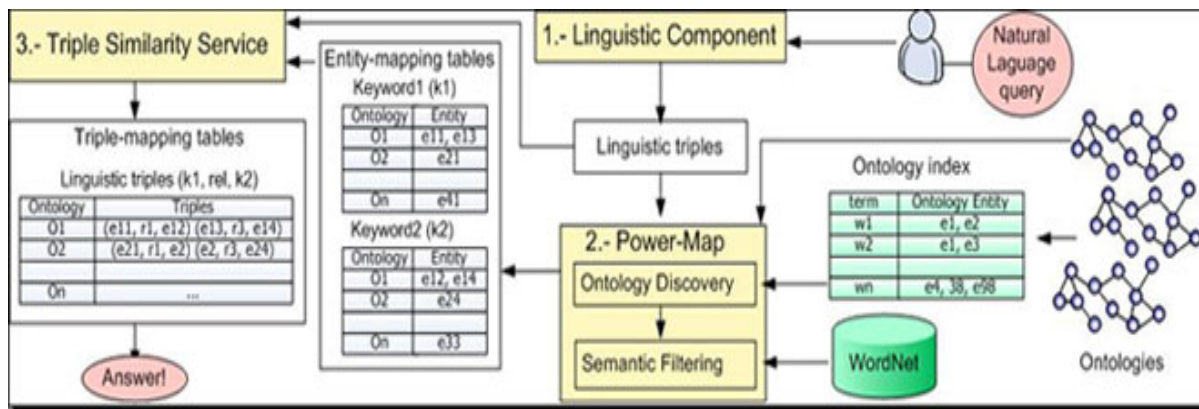 3.- Triple Similarity Service
1.- Linguistic Component
Natural
Laguage
query
Entity-mapping tables
Keyword1 (k1)
Ontology Entity
O1 e11, e13
O2 e21
On e41
Keyword2 (k2)
Ontology Entity
O1 e12, e14
O2 e24
On e33
Triple-mapping tables
Linguistic triples (k1, rel, k2)
Ontology Triples
O1 (e11, r1, e12) (e13, r3, e14)
O2 (e21, r1, e2) (e2, r3, e24)
On ...
Answer!
Linguistic triples
2.- Power-Map
Ontology Discovery
Semantic Filtering
Ontology index
term Ontology Entity
w1 e1, e2
w2 e1, e3
wn e4, 38, e98
WordNet
Ontologies